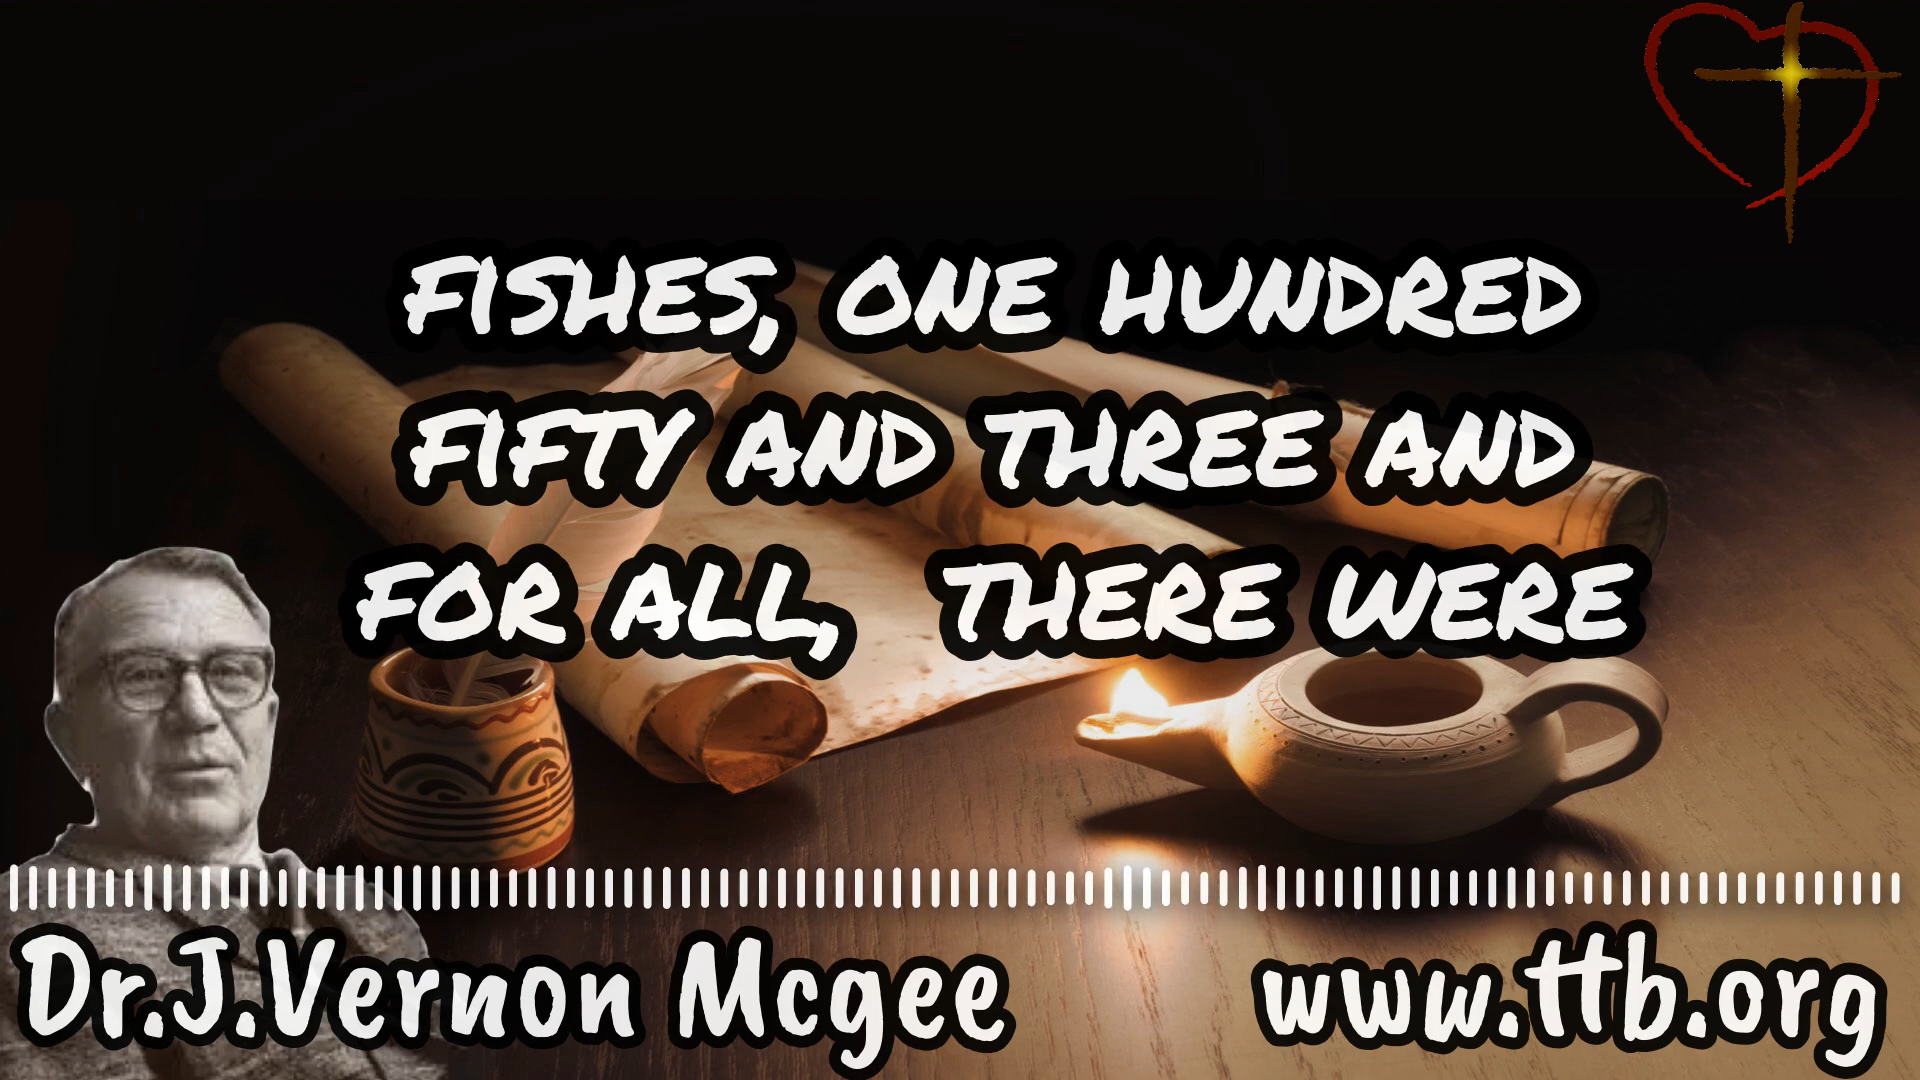 FISHES, ONE HUNDRED
FIFTY AND THREE AND
FOR ALL, THERE WERE
Dr.J.Vernon Mcgee
www.ttb.org